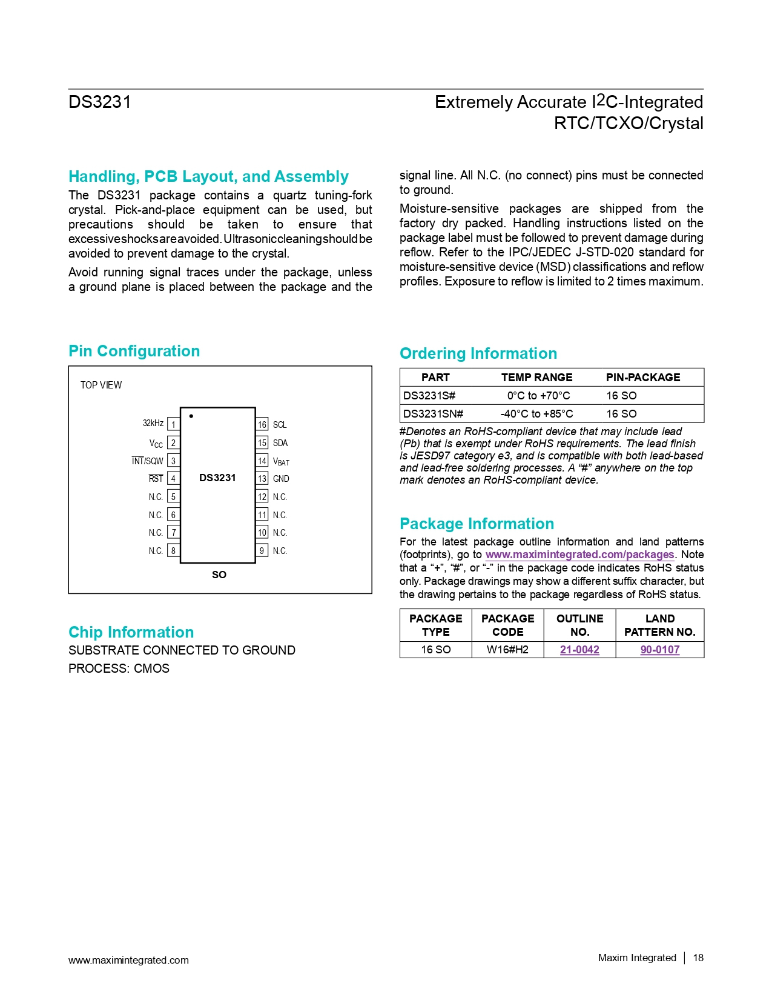 DS3231
Extremely Accurate I2C-Integrated
RTC/TCXO/Crystal
Handling, PCB Layout, and Assembly
The DS3231 package contains a quartz tuning-fork
crystal. Pick-and-place equipment can be used, but
precautions should be taken to ensure that
excessive shocks are avoided. Ultrasonic cleaning should be
avoided to prevent damage to the crystal.
Avoid running signal traces under the package, unless
a ground plane is placed between the package and the
signal line. All N.C. (no connect) pins must be connected
to ground.
Moisture-sensitive packages are shipped from the
factory dry packed. Handling instructions listed on the
package label must be followed to prevent damage during
reflow. Refer to the IPC/JEDEC J-STD-020 standard for
moisture-sensitive device (MSD) classifications and reflow
profiles. Exposure to reflow is limited to 2 times maximum.
Pin Configuration
TOP VIEW
32kHz 1 16 SCL
VCC 2 15 SDA
INT/SQW 3 14 VBAT
RST 4 DS3231 13 GND
N.C. 5 12 N.C.
N.C. 6 11 N.C.
N.C. 7 10 N.C.
N.C. 8 9 N.C.
SO
Chip Information
SUBSTRATE CONNECTED TO GROUND
PROCESS: CMOS
Ordering Information
PART TEMP RANGE PIN-PACKAGE
DS3231S# 0°C to +70°C 16 SO
DS3231SN# -40°C to +85°C 16 SO
#Denotes an RoHS-compliant device that may include lead
(Pb) that is exempt under RoHS requirements. The lead finish
is JESD97 category e3, and is compatible with both lead-based
and lead-free soldering processes. A “#” anywhere on the top
mark denotes an RoHS-compliant device.
Package Information
For the latest package outline information and land patterns
(footprints), go to www.maximintegrated.com/packages. Note
that a “+”, “#”, or “-” in the package code indicates RoHS status
only. Package drawings may show a different suffix character, but
the drawing pertains to the package regardless of RoHS status.
PACKAGE TYPE PACKAGE CODE OUTLINE NO. LAND PATTERN NO.
16 SO W16#H2 21-0042 90-0107
www.maximintegrated.com
Maxim Integrated | 18